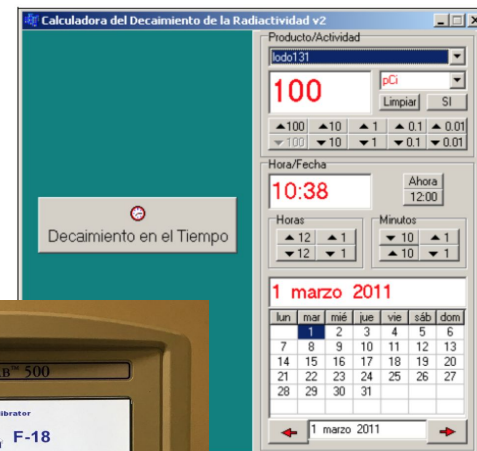 Calculadora del Decaimiento de la Radiactividad v2
Producto/Actividad
Iodo131
100
pCi
Limpiar SI
▲100 ▲10 ▲1 ▲0.1 ▲0.01
▼100 ▼10 ▼1 ▼0.1 ▼0.01
Hora/Fecha
10:38
Ahora
12:00
Horas
▲12 ▲1
▼12 ▼1
Minutos
▼10 ▲1
▲10 ▼1
Decaimiento en el Tiempo
1 marzo 2011
lun mar mié jue vie sáb dom
1 2 3 4 5 6
7 8 9 10 11 12 13
14 15 16 17 18 19 20
21 22 23 24 25 26 27
28 29 30 31
1 marzo 2011
500
F-18